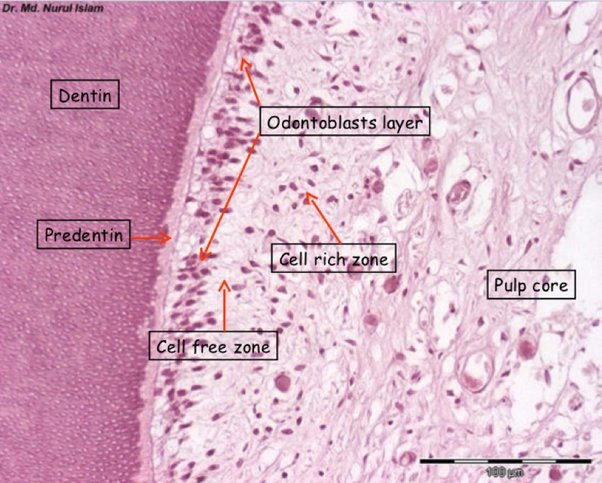 Dr. Md. Nurul Islam
Dentin
Odontoblasts layer
Predentin
Cell rich zone
Pulp core
Cell free zone
100 µm